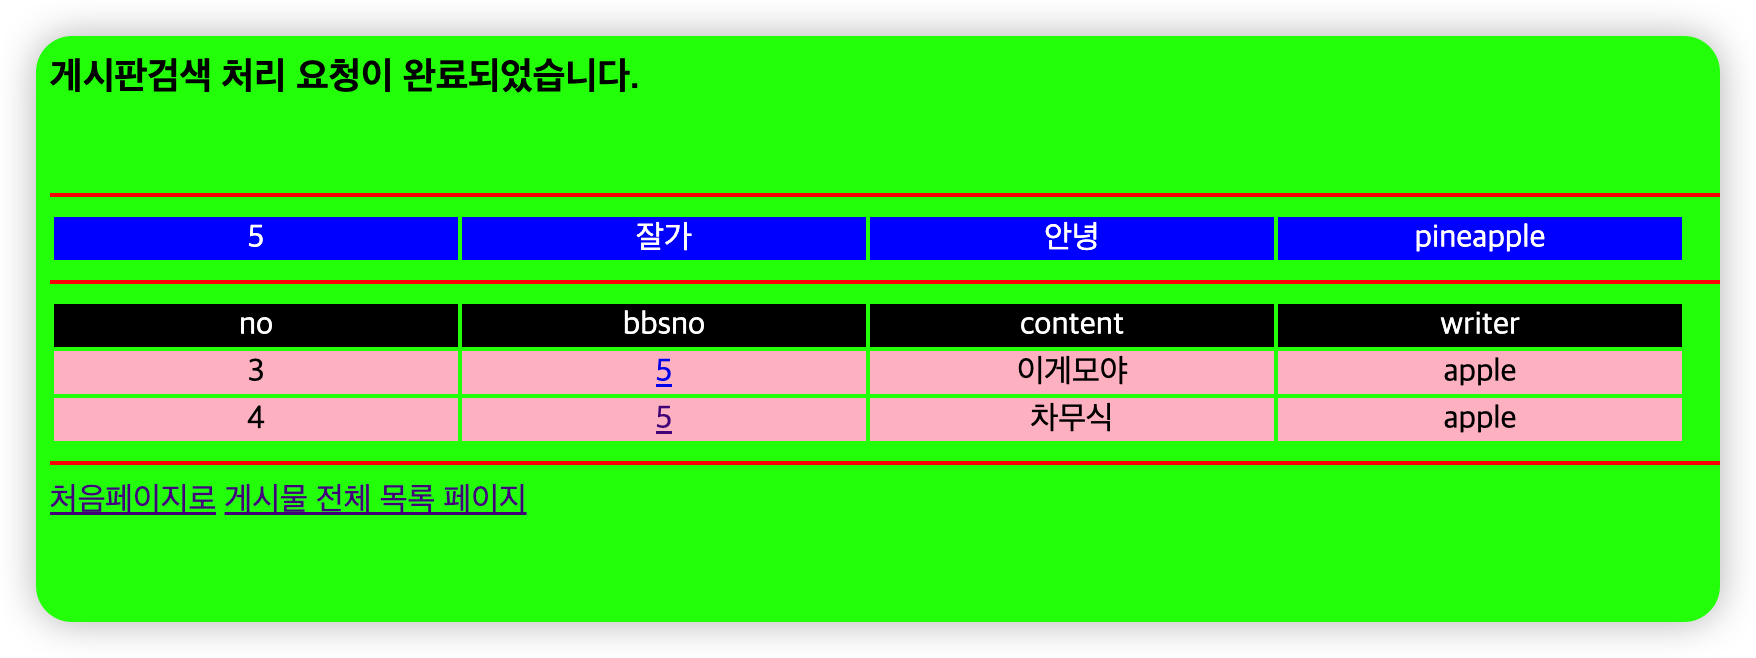 게시판검색 처리 요청이 완료되었습니다.
5 잘가 안녕 pineapple
no bbsno content writer
3 5 이게모야 apple
4 5 차무식 apple
처음페이지로 게시물 전체 목록 페이지